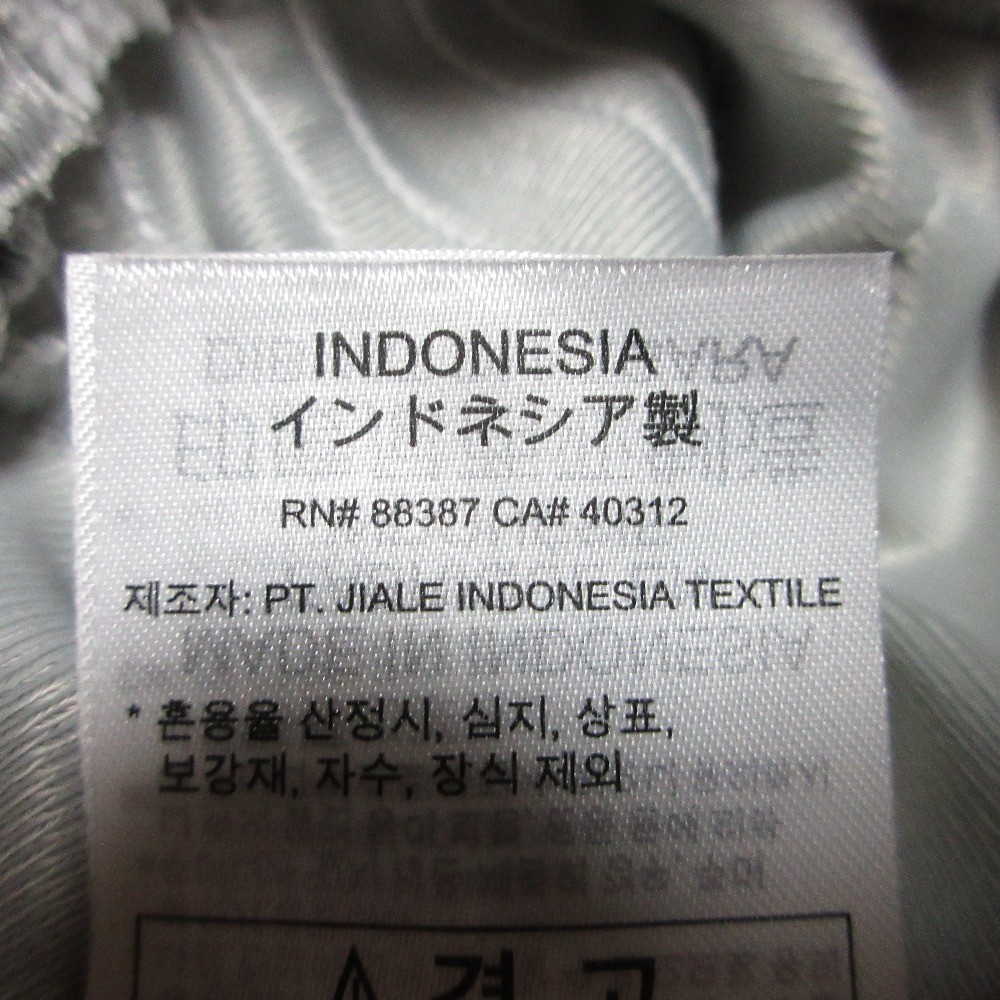 INDONESIA
インドネシア製
RN# 88387 CA# 40312
제조자: PT. JIALE INDONESIA TEXTILE
* 혼용율 산정시, 심지, 상표,
보강재, 자수, 장식 제외
경고